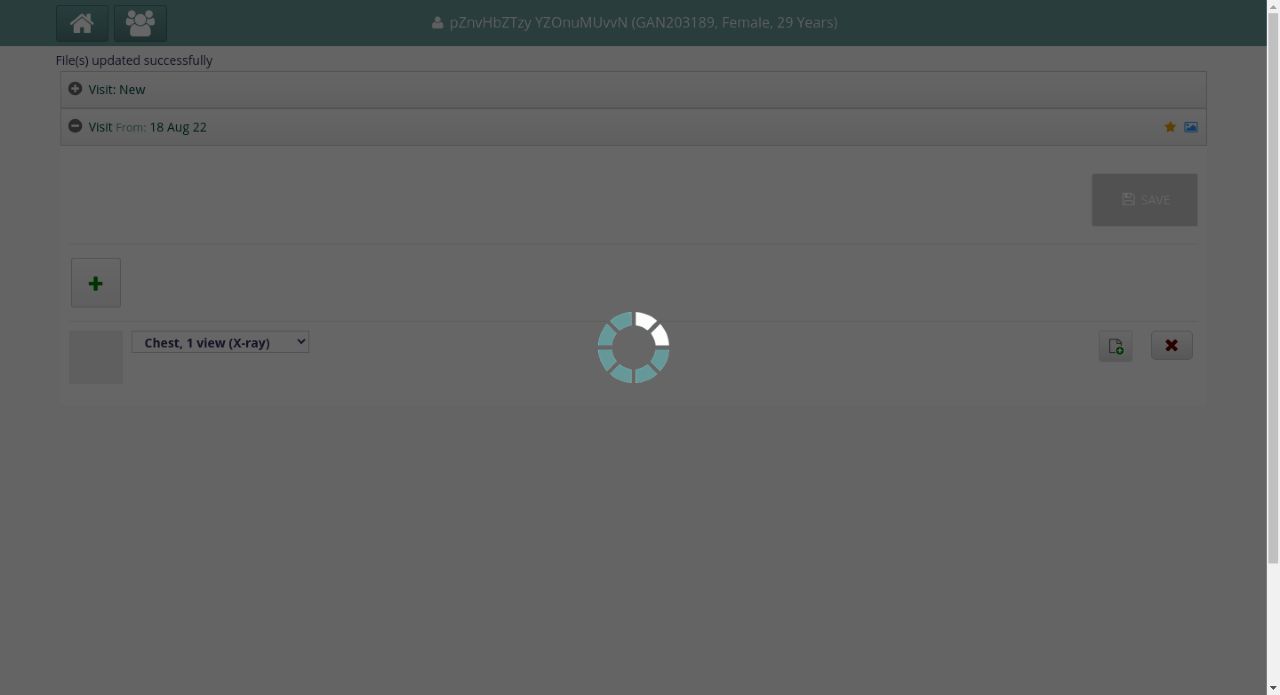 pZnvHbZTzy YZOnuMUvvN (GAN203189, Female, 29 Years)
File(s) updated successfully
Visit: New
Visit From: 18 Aug 22
SAVE
Chest, 1 view (X-ray)